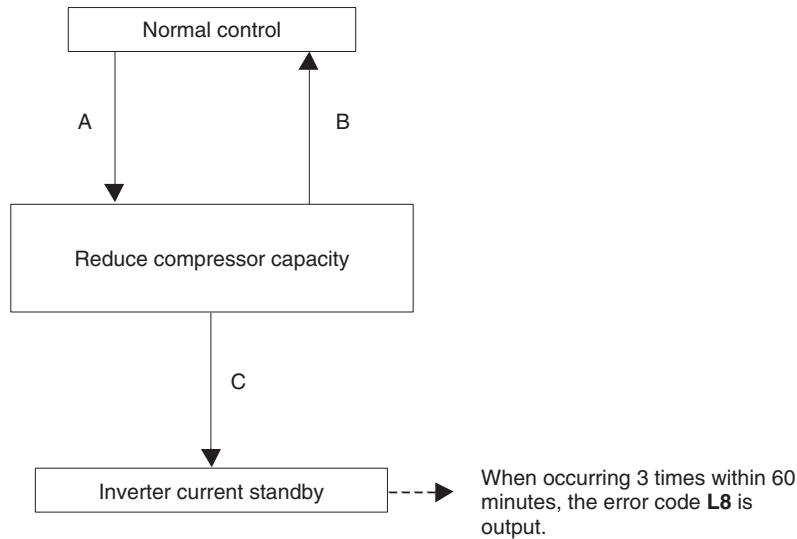 Normal control
A
B
Reduce compressor capacity
C
Inverter current standby
When occurring 3 times within 60
minutes, the error code L8 is
output.